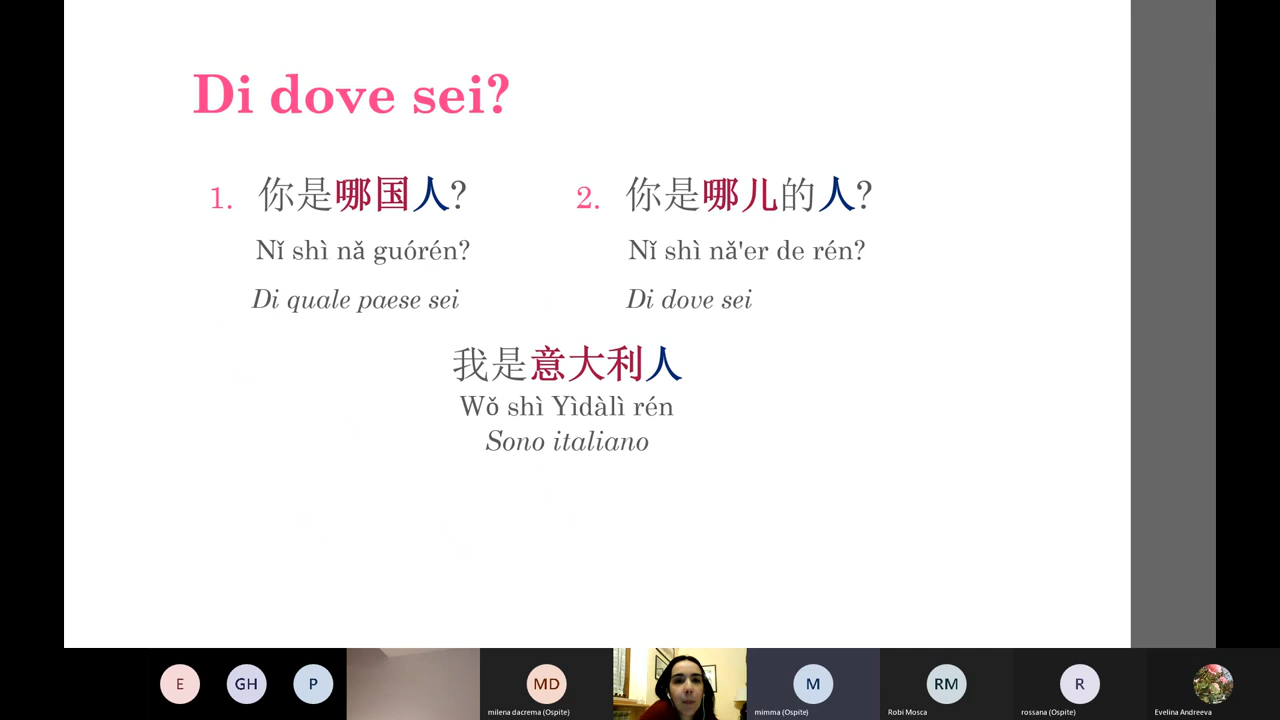 Di dove sei?
1. 你是哪国人?
Nǐ shì nǎ guórén?
Di quale paese sei
2. 你是哪儿的人?
Nǐ shì nǎ'er de rén?
Di dove sei
我是意大利人
Wǒ shì Yìdàlì rén
Sono italiano
E
GH
P
MD
milena dacrema (Ospite)
M
mimma (Ospite)
RM
Robi Mosca
R
rossana (Ospite)
Evelina Andreeva